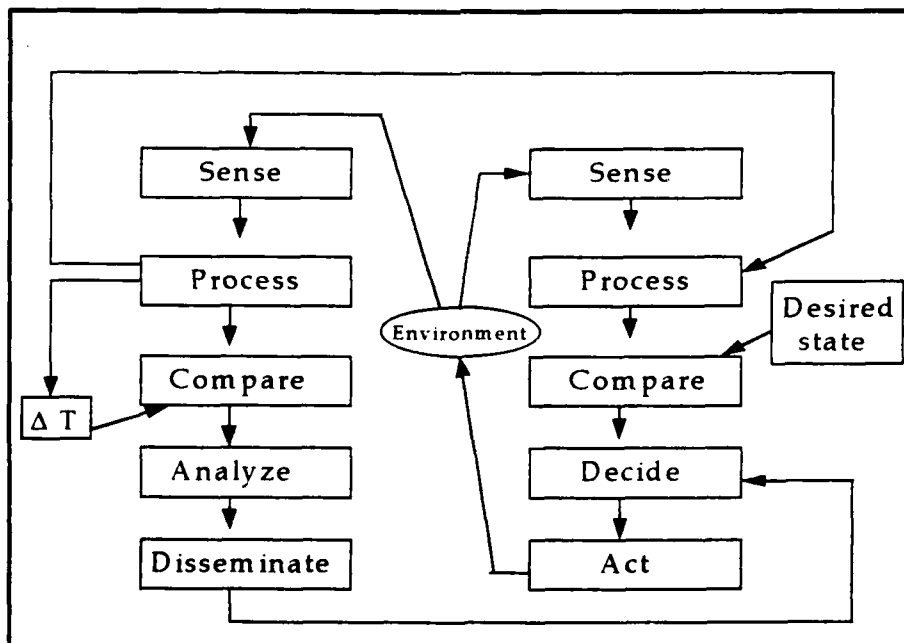 Sense
Process
Compare
Δ T
Analyze
Disseminate
Environment
Sense
Process
Desired
state
Compare
Decide
Act